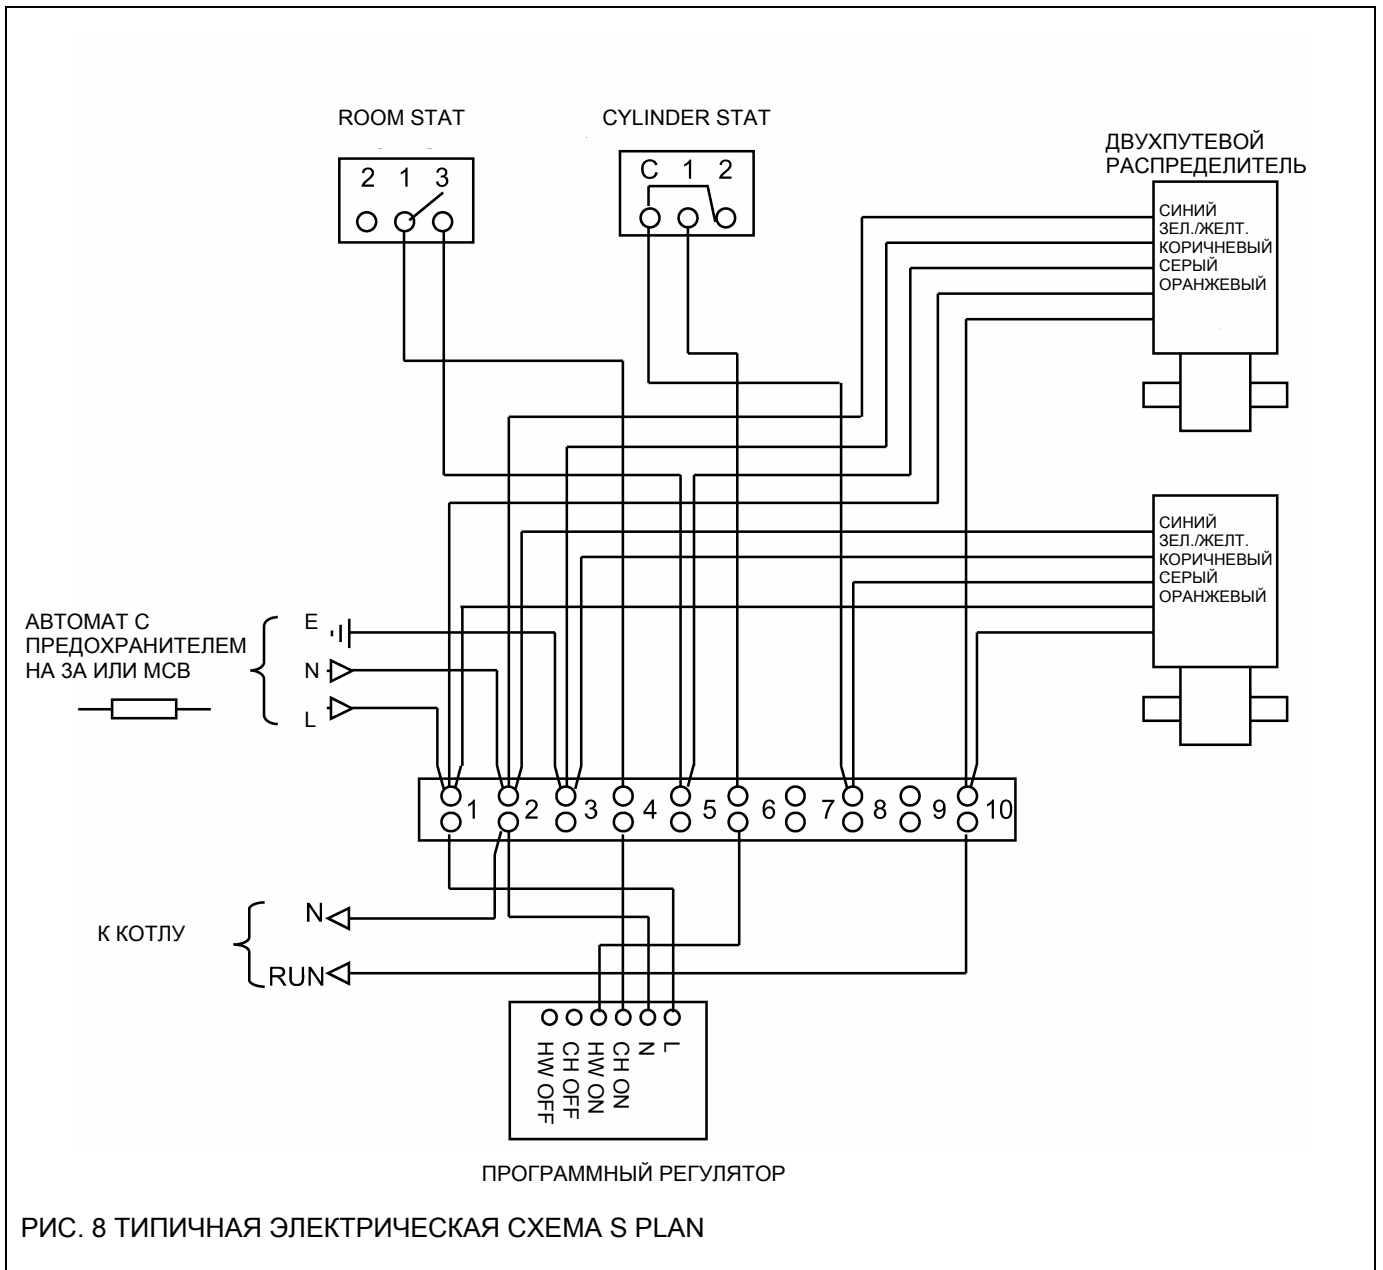 ROOM STAT
CYLINDER STAT
2 1 3
C 1 2
ДВУХПУТЕВОЙ
РАСПРЕДЕЛИТЕЛЬ
СИНИЙ
ЗЕЛ./ЖЕЛТ.
КОРИЧНЕВЫЙ
СЕРЫЙ
ОРАНЖЕВЫЙ
СИНИЙ
ЗЕЛ./ЖЕЛТ.
КОРИЧНЕВЫЙ
СЕРЫЙ
ОРАНЖЕВЫЙ
АВТОМАТ С
ПРЕДОХРАНИТЕЛЕМ
НА 3А ИЛИ МСВ
E
N
L
1 2 3 4 5 6 7 8 9 10
К КОТЛУ
N
RUN
HW OFF
CH OFF
HW ON
CH ON
N
L
ПРОГРАММНЫЙ РЕГУЛЯТОР
РИС. 8 ТИПИЧНАЯ ЭЛЕКТРИЧЕСКАЯ СХЕМА S PLAN